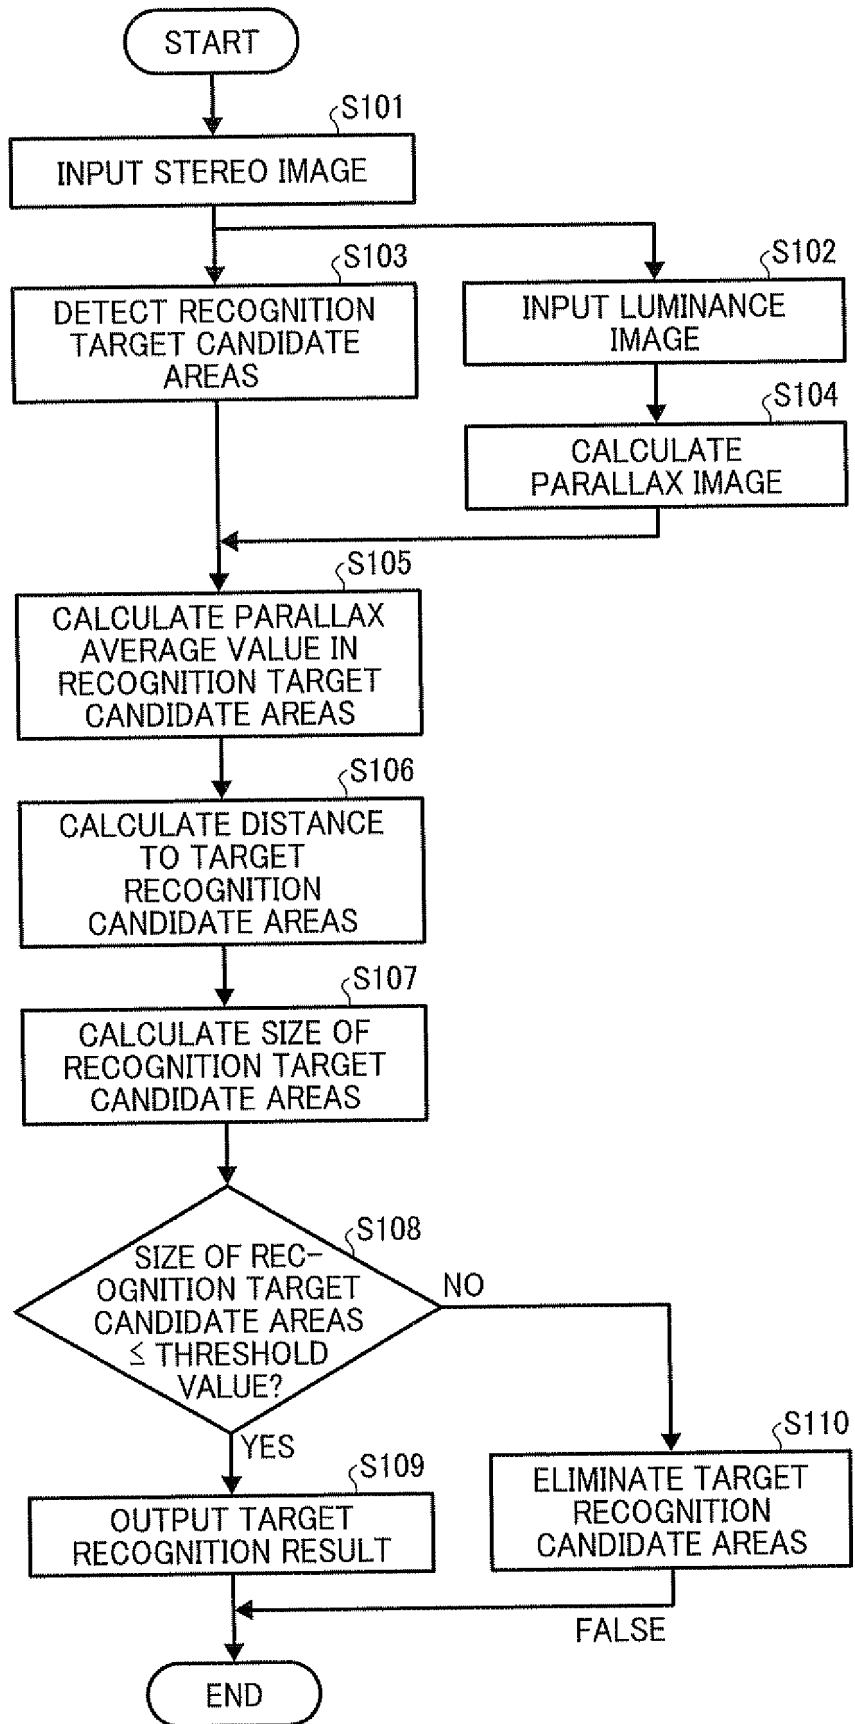 START
S101
INPUT STEREO IMAGE
S103
DETECT RECOGNITION
TARGET CANDIDATE
AREAS
S102
INPUT LUMINANCE
IMAGE
S104
CALCULATE
PARALLAX IMAGE
S105
CALCULATE PARALLAX
AVERAGE VALUE IN
RECOGNITION TARGET
CANDIDATE AREAS
S106
CALCULATE DISTANCE
TO TARGET
RECOGNITION
CANDIDATE AREAS
S107
CALCULATE SIZE OF
RECOGNITION TARGET
CANDIDATE AREAS
S108
SIZE OF REC-
OGNITION TARGET
CANDIDATE AREAS
≤ THRESHOLD
VALUE?
NO
YES
S109
OUTPUT TARGET
RECOGNITION RESULT
S110
ELIMINATE TARGET
RECOGNITION
CANDIDATE AREAS
FALSE
END